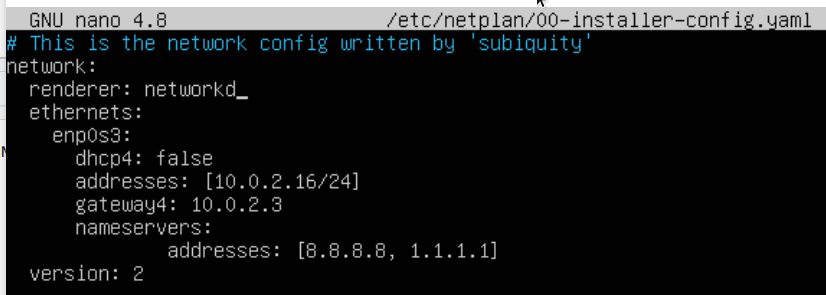 GNU nano 4.8 /etc/netplan/00-installer-config.yaml
# This is the network config written by 'subiquity'
network:
  renderer: networkd_
  ethernets:
    enp0s3:
      dhcp4: false
      addresses: [10.0.2.16/24]
      gateway4: 10.0.2.3
      nameservers:
              addresses: [8.8.8.8, 1.1.1.1]
  version: 2